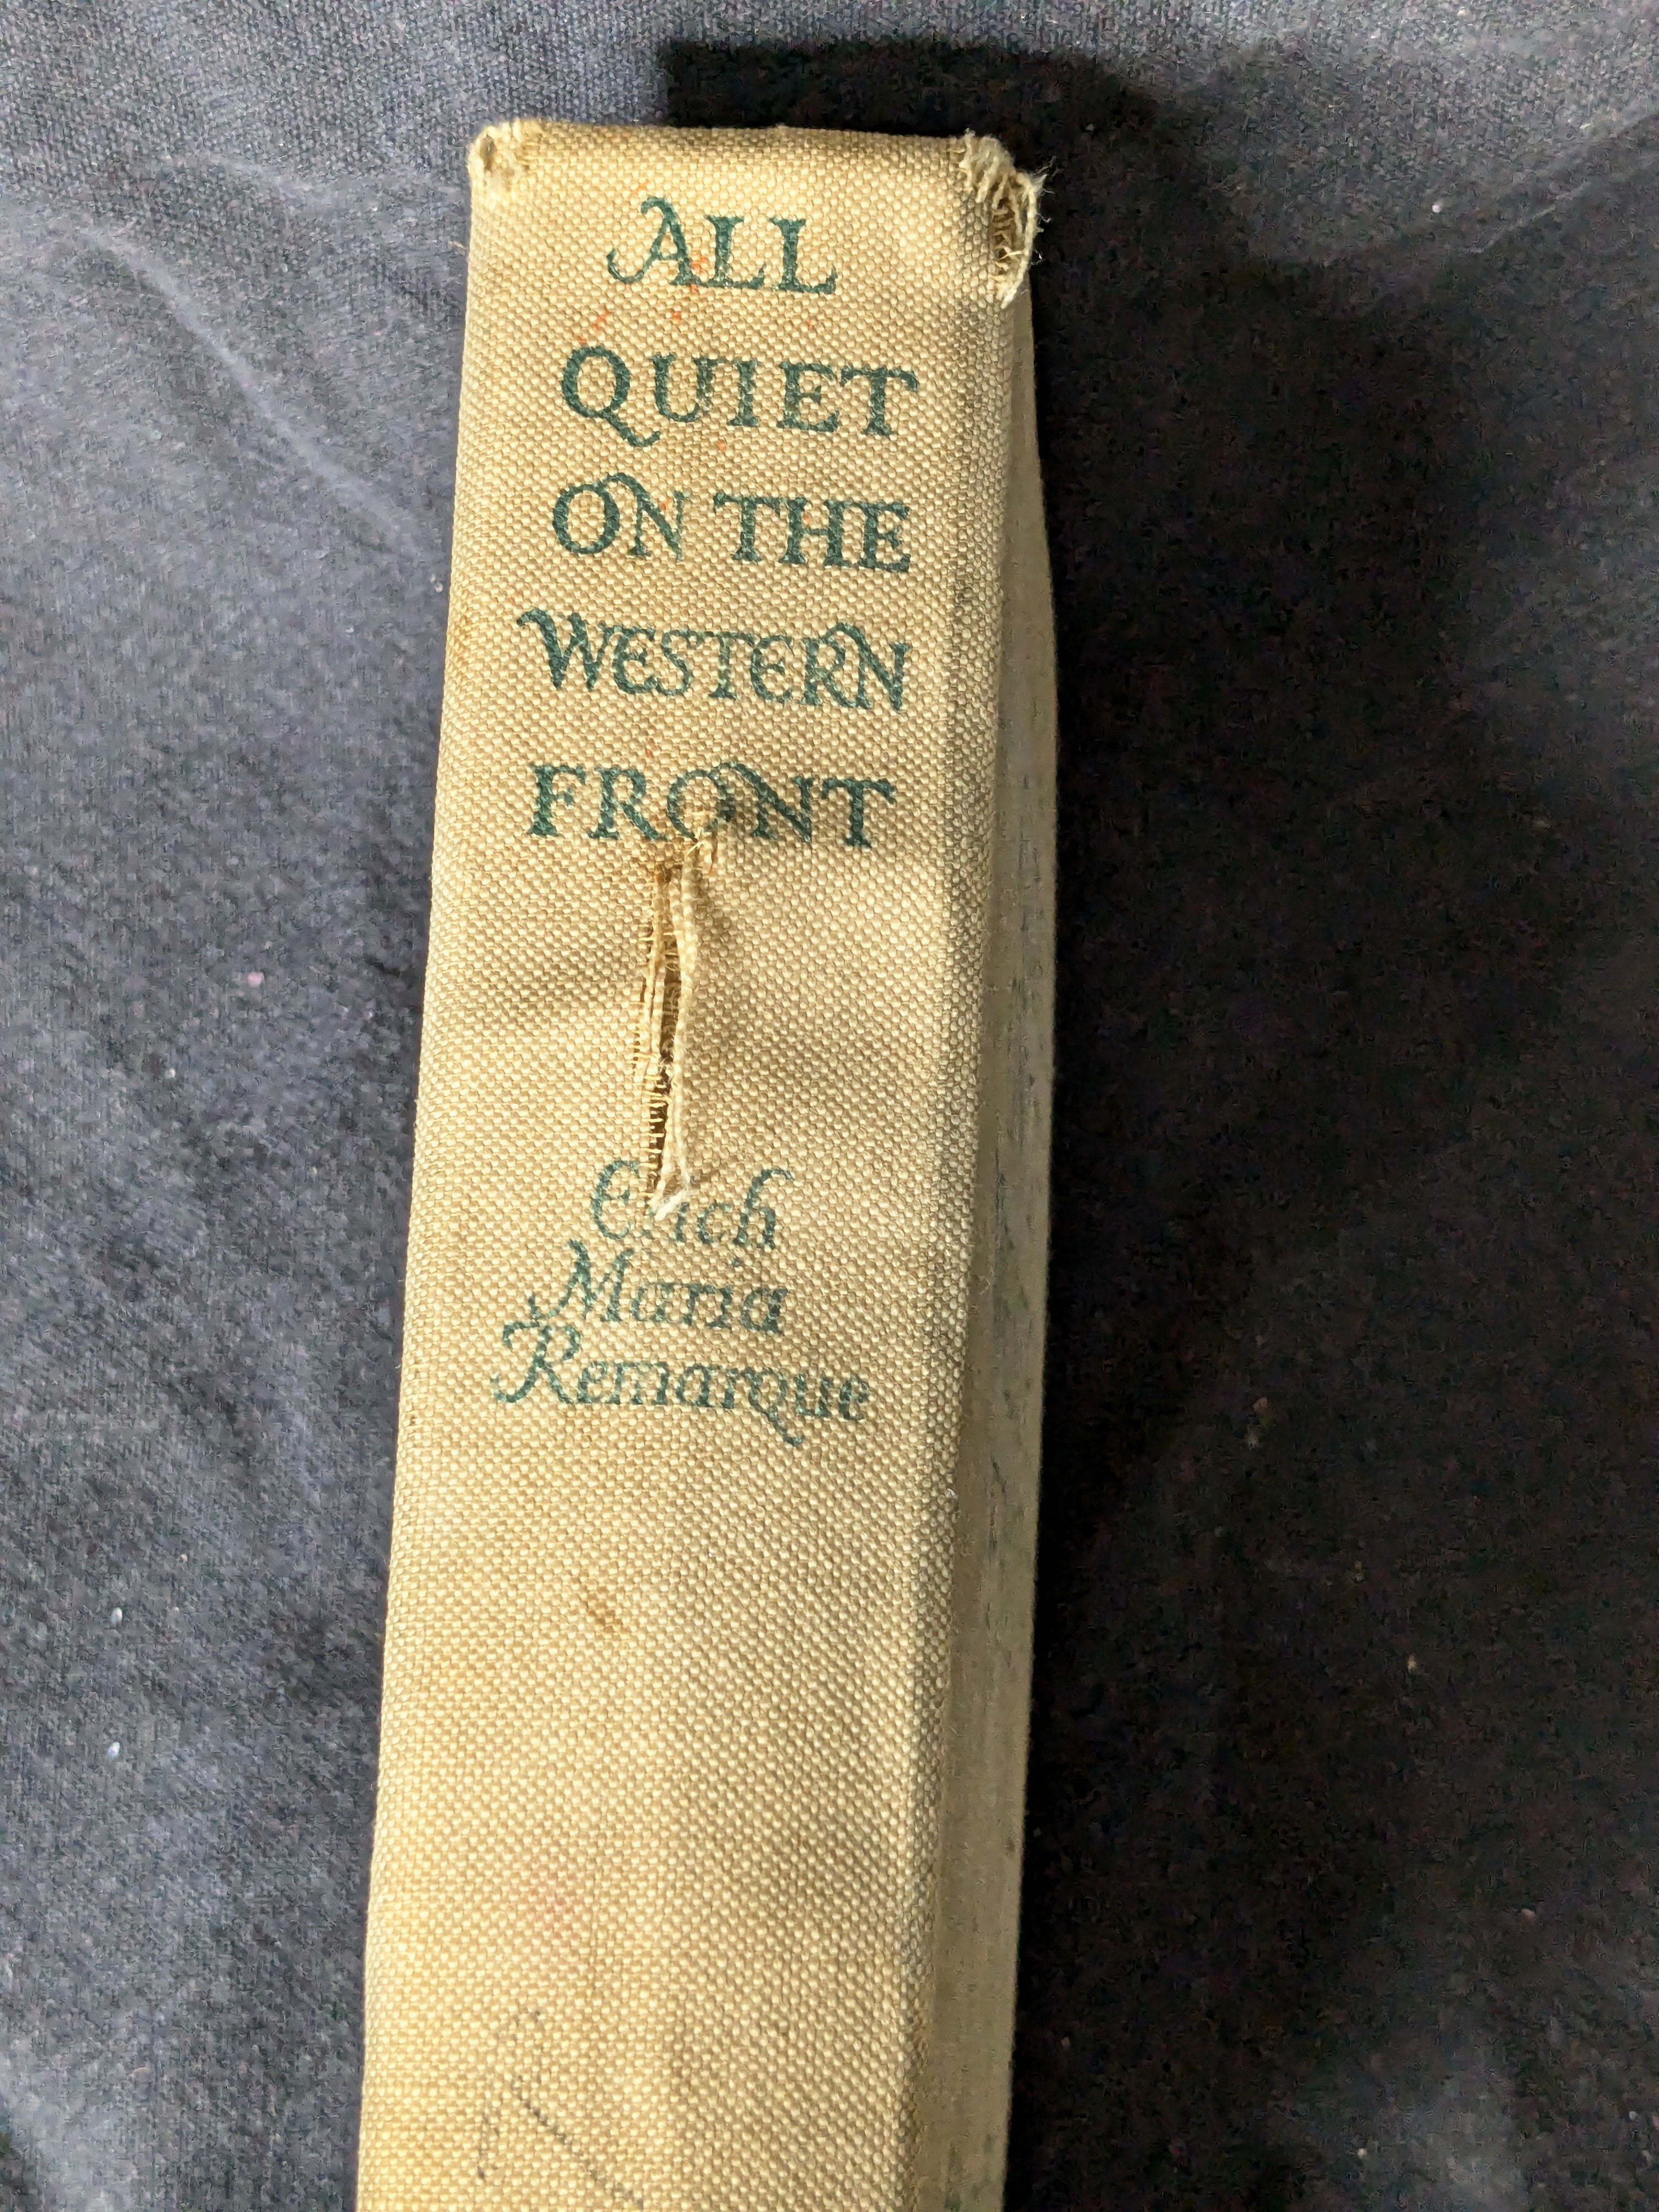 ALL
QUIET
ON THE
WESTERN
FRONT
Erich
Maria
Remarque